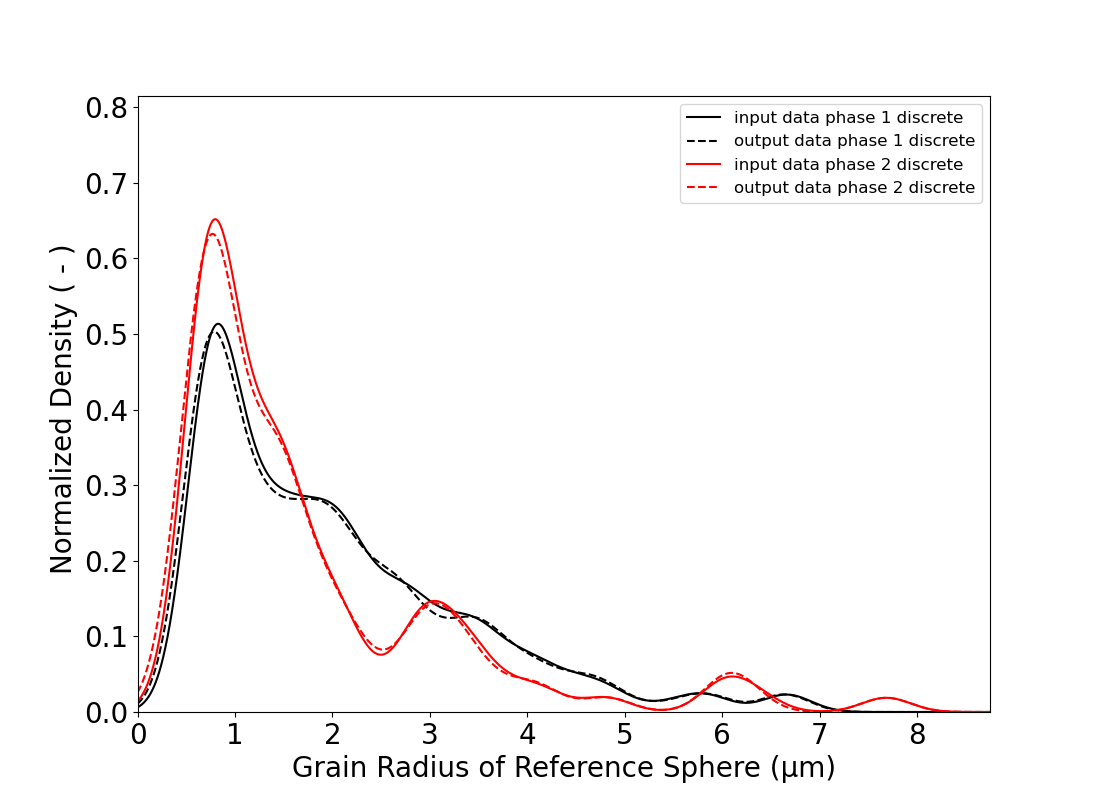 0.8
0.7
0.6
0.5
0.4
0.3
0.2
0.1
0.0
Normalized Density ( - )
input data phase 1 discrete
output data phase 1 discrete
input data phase 2 discrete
output data phase 2 discrete
0 1 2 3 4 5 6 7 8
Grain Radius of Reference Sphere (μm)